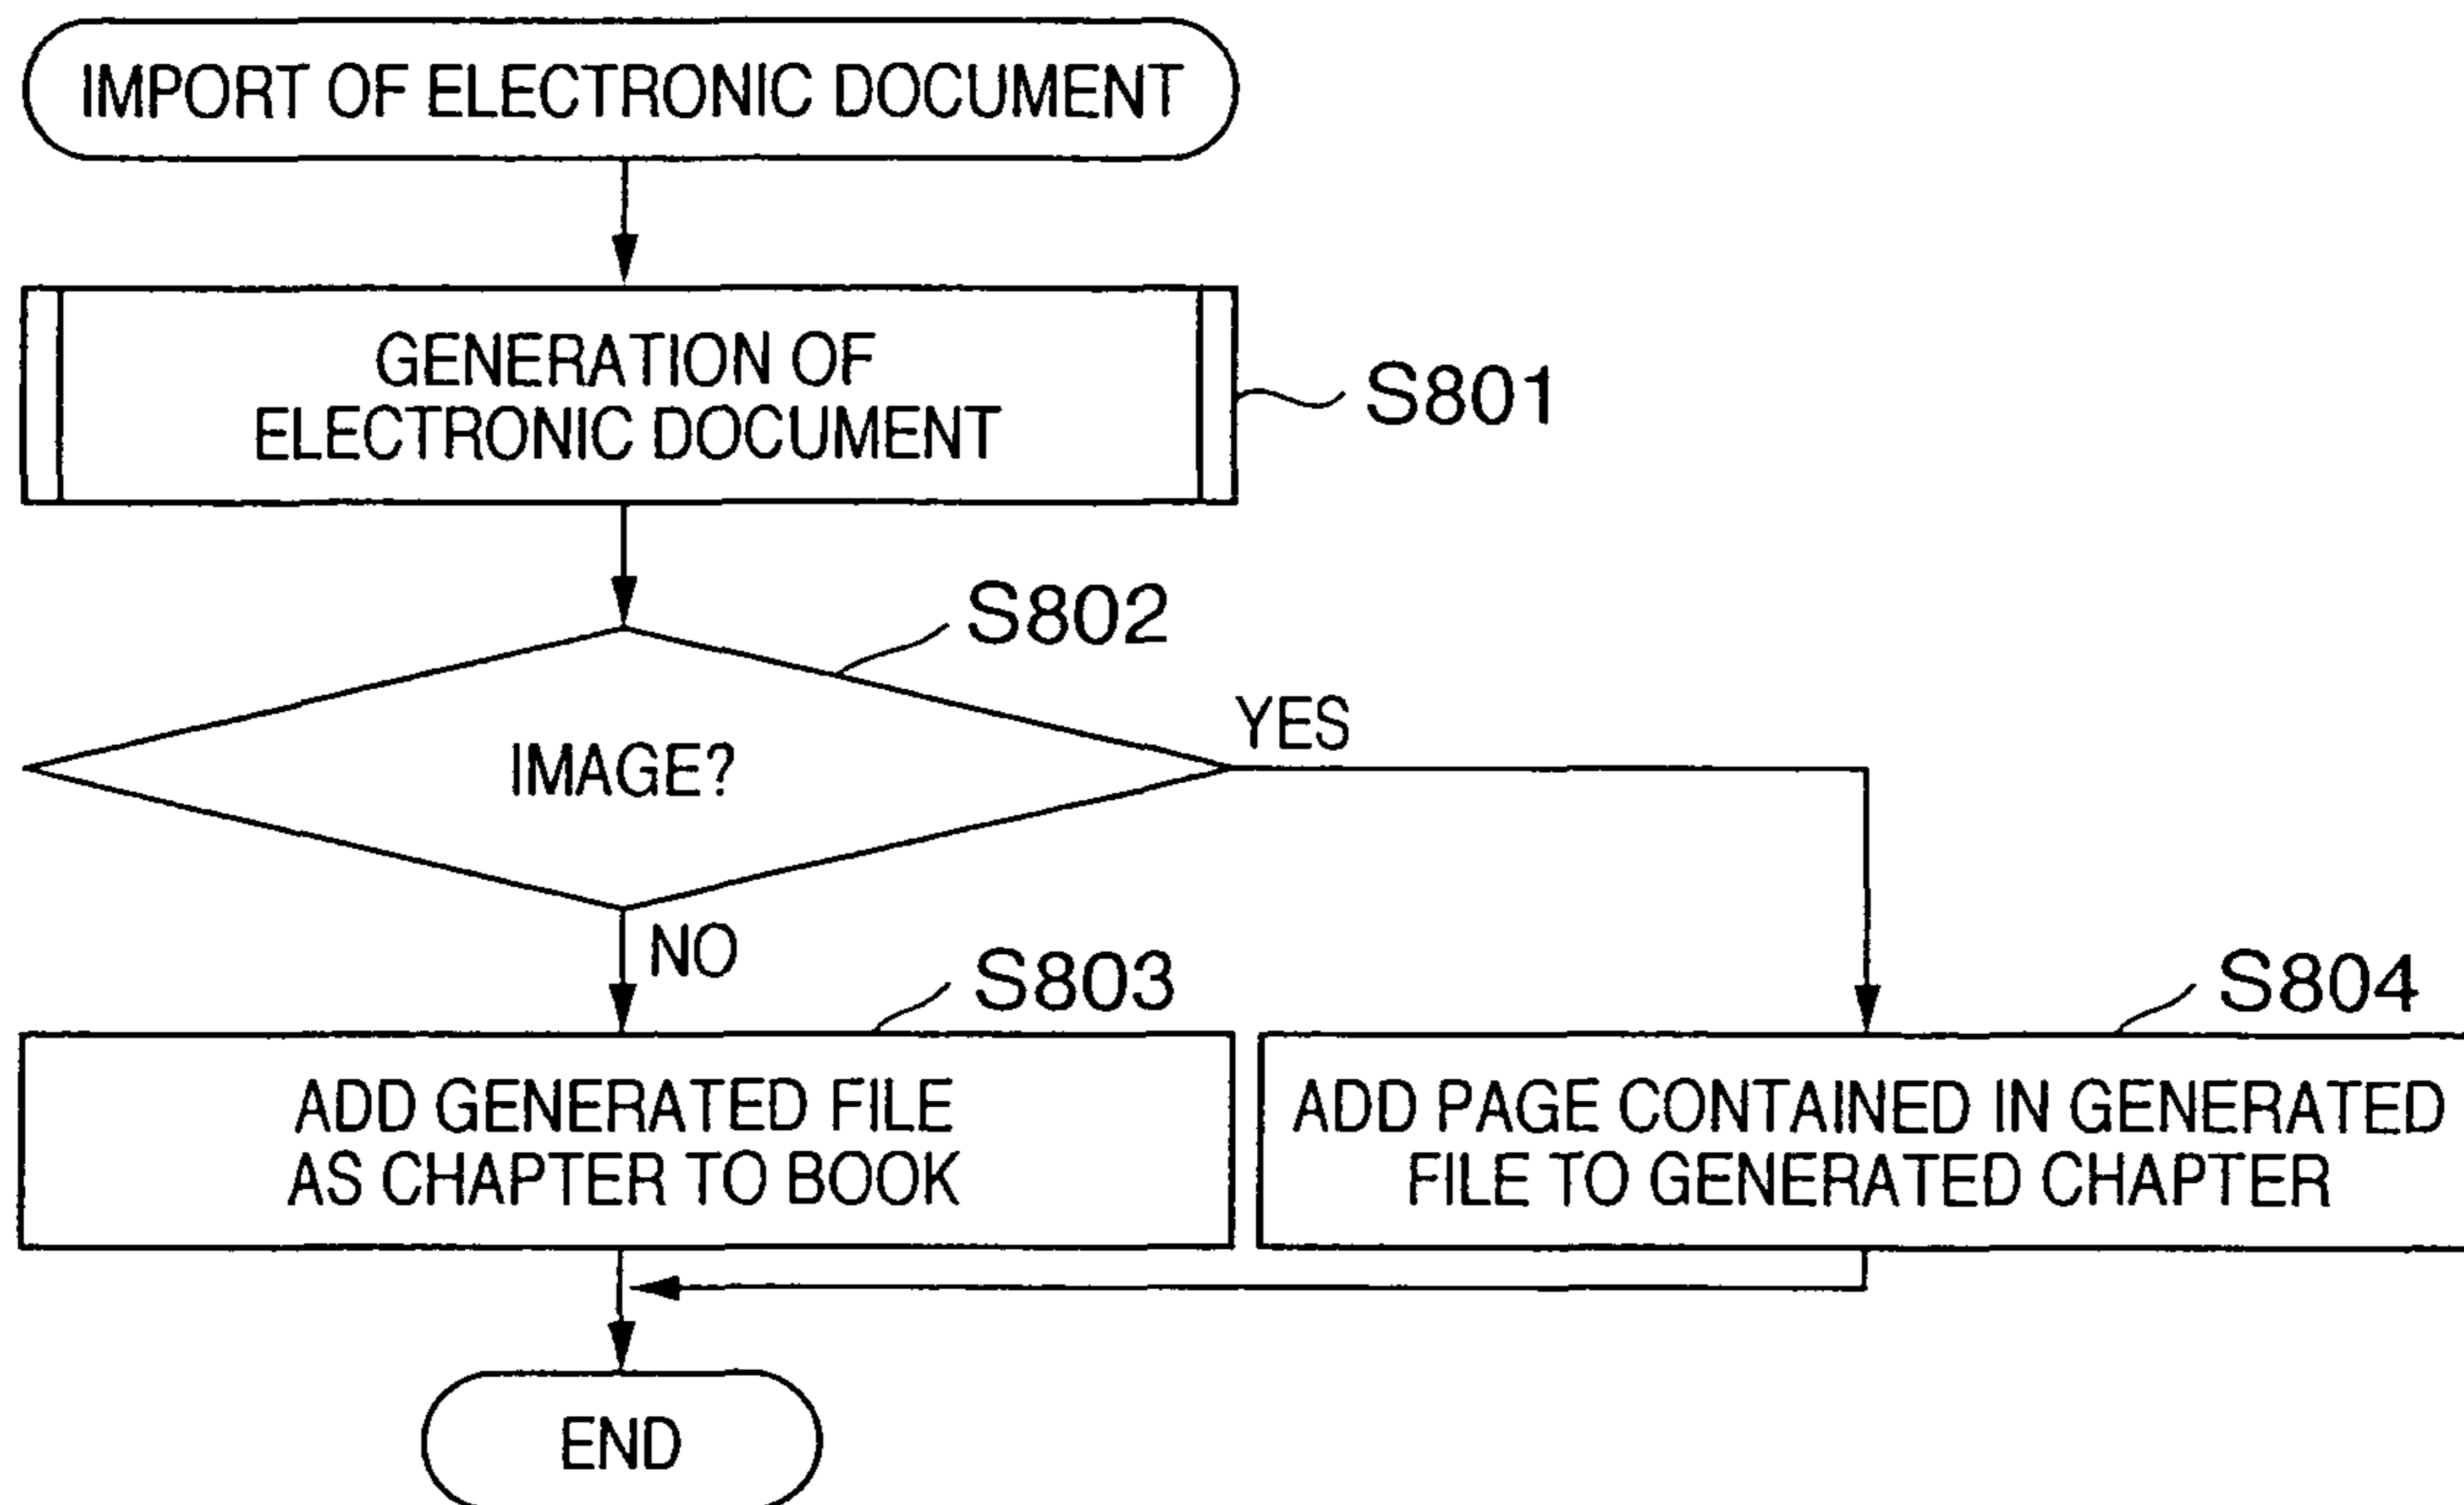 IMPORT OF ELECTRONIC DOCUMENT
GENERATION OF
ELECTRONIC DOCUMENT
S801
S802
IMAGE?
YES
NO
S803
S804
ADD GENERATED FILE
AS CHAPTER TO BOOK
ADD PAGE CONTAINED IN GENERATED
FILE TO GENERATED CHAPTER
END